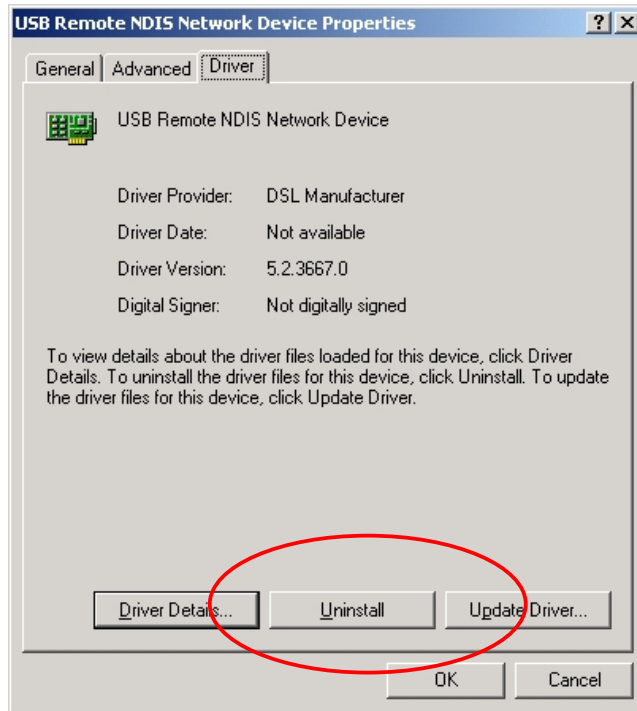 USB Remote NDIS Network Device Properties
General Advanced Driver
USB Remote NDIS Network Device
Driver Provider: DSL Manufacturer
Driver Date: Not available
Driver Version: 5.2.3667.0
Digital Signer: Not digitally signed
To view details about the driver files loaded for this device, click Driver
Details. To uninstall the driver files for this device, click Uninstall. To update
the driver files for this device, click Update Driver.
Driver Details... Uninstall Update Driver...
OK Cancel